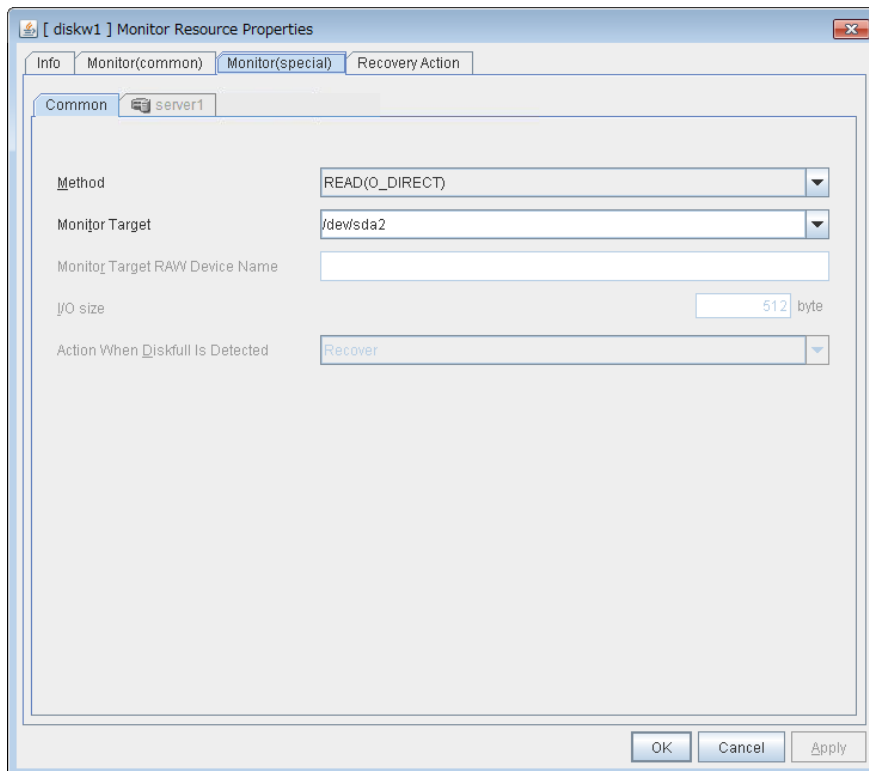 [ diskw1 ] Monitor Resource Properties
Info Monitor(common) Monitor(special) Recovery Action
Common server1
Method READ(O_DIRECT)
Monitor Target /dev/sda2
Monitor Target RAW Device Name
I/O size 512 byte
Action When Diskfull Is Detected Recover
OK Cancel Apply